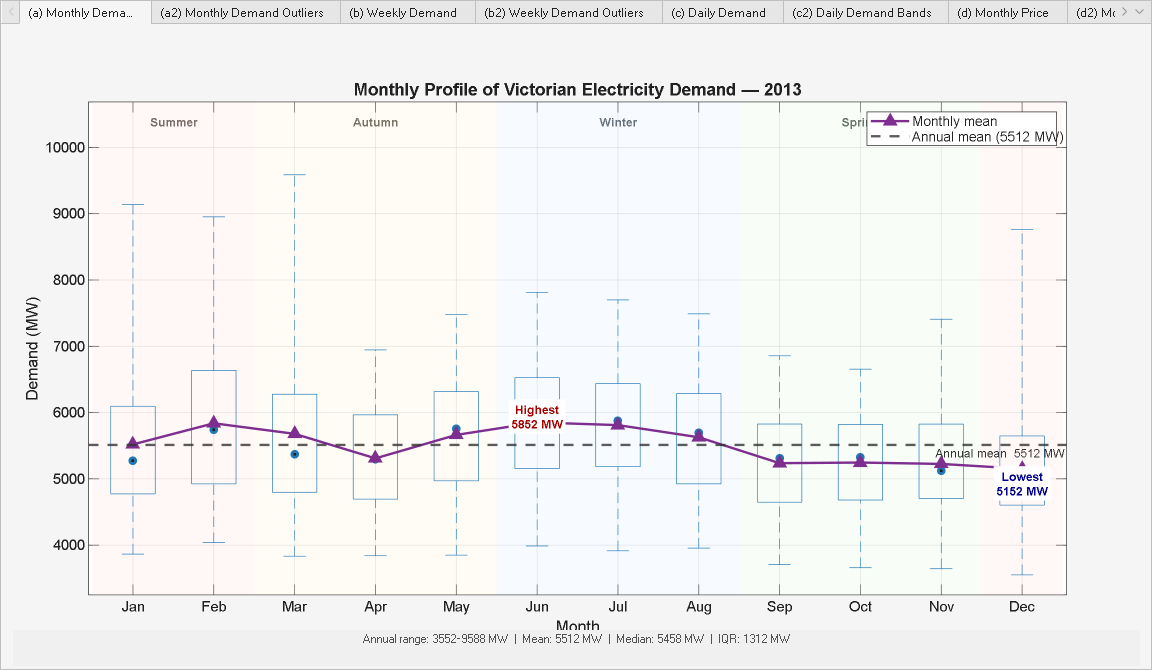 (a) Monthly Dema...
(a2) Monthly Demand Outliers
(b) Weekly Demand
(b2) Weekly Demand Outliers
(c) Daily Demand
(c2) Daily Demand Bands
(d) Monthly Price
(d2) Mo
Monthly Profile of Victorian Electricity Demand — 2013
Summer
Autumn
Winter
Sprin
Monthly mean
Annual mean (5512 MW)
Demand (MW)
10000
9000
8000
7000
6000
5000
4000
Highest
5852 MW
Annual mean 5512 MW
Lowest
5152 MW
Jan Feb Mar Apr May Jun Jul Aug Sep Oct Nov Dec
Month
Annual range: 3552-9588 MW | Mean: 5512 MW | Median: 5458 MW | IQR: 1312 MW